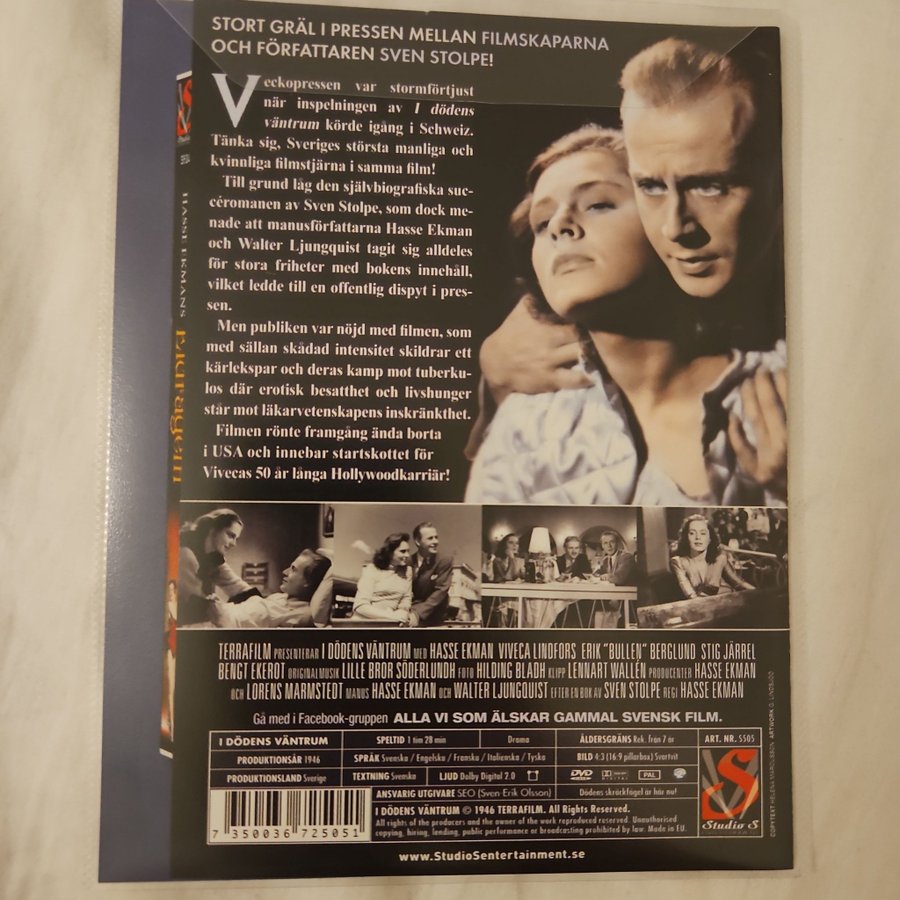 STORT GRÄL I PRESSEN MELLAN FILMSKAPARNA
OCH FÖRFATTAREN SVEN STOLPE!
Veckopressen var stormförtjust
när inspelningen av I dödens
väntrum körde igång i Schweiz.
Tänka sig, Sveriges största manliga och
kvinnliga filmstjärna i samma film!
Till grund låg den självbiografiska suc-
céromanen av Sven Stolpe, som dock me-
nade att manusförfattarna Hasse Ekman
och Walter Ljungquist tagit sig alldeles
för stora friheter med bokens innehåll,
vilket ledde till en offentlig dispyt i pres-
sen.
Men publiken var nöjd med filmen, som
med sällan skådad intensitet skildrar ett
kärlekspar och deras kamp mot tuberku-
los där erotisk besatthet och livshunger
står mot läkarvetenskapens inskränkthet.
Filmen rönte framgång ända borta
i USA och innebar startskottet för
Vivecas 50 år långa Hollywoodkarriär!
HASSE EKMANS
TERRAFILM PRESENTERAR I DÖDENS VÄNTRUM MED HASSE EKMAN VIVECA LINDFORS ERIK "BULLEN" BERGLUND STIG JÄRREL
BENGT EKEROT ORIGINALMUSIK LILLE BROR SÖDERLUNDH FOTO HILDING BLADH KLIPP LENNART WALLÉN PRODUCENTER HASSE EKMAN
OCH LORENS MARMSTEDT MANUS HASSE EKMAN OCH WALTER LJUNGQUIST EFTER EN BOK AV SVEN STOLPE REGI HASSE EKMAN
Gå med i Facebook-gruppen ALLA VI SOM ÄLSKAR GAMMAL SVENSK FILM.
I DÖDENS VÄNTRUM SPELTID 1 tim 28 min Drama ÅLDERSGRÄNS Rek. från 7 år ART. NR. 5505
PRODUKTIONSÅR 1946 SPRÅK Svenska / Engelska / Franska / Italienska / Tyska BILD 4:3 (16:9 pillarbox) Svartvit
PRODUKTIONSLAND Sverige TEXTNING Svenska LJUD Dolby Digital 2.0 DVD PAL
ANSVARIG UTGIVARE SEO (Sven-Erik Olsson) Dödens skräckfågel är här nu!
I DÖDENS VÄNTRUM © 1946 TERRAFILM. All Rights Reserved.
All rights of the producers and the owner of the work reproduced reserved. Unauthorised
copying, hiring, lending, public performance or broadcasting prohibited by law. Made in EU.
S
Studio S
7 350036 725051
www.StudioSentertainment.se